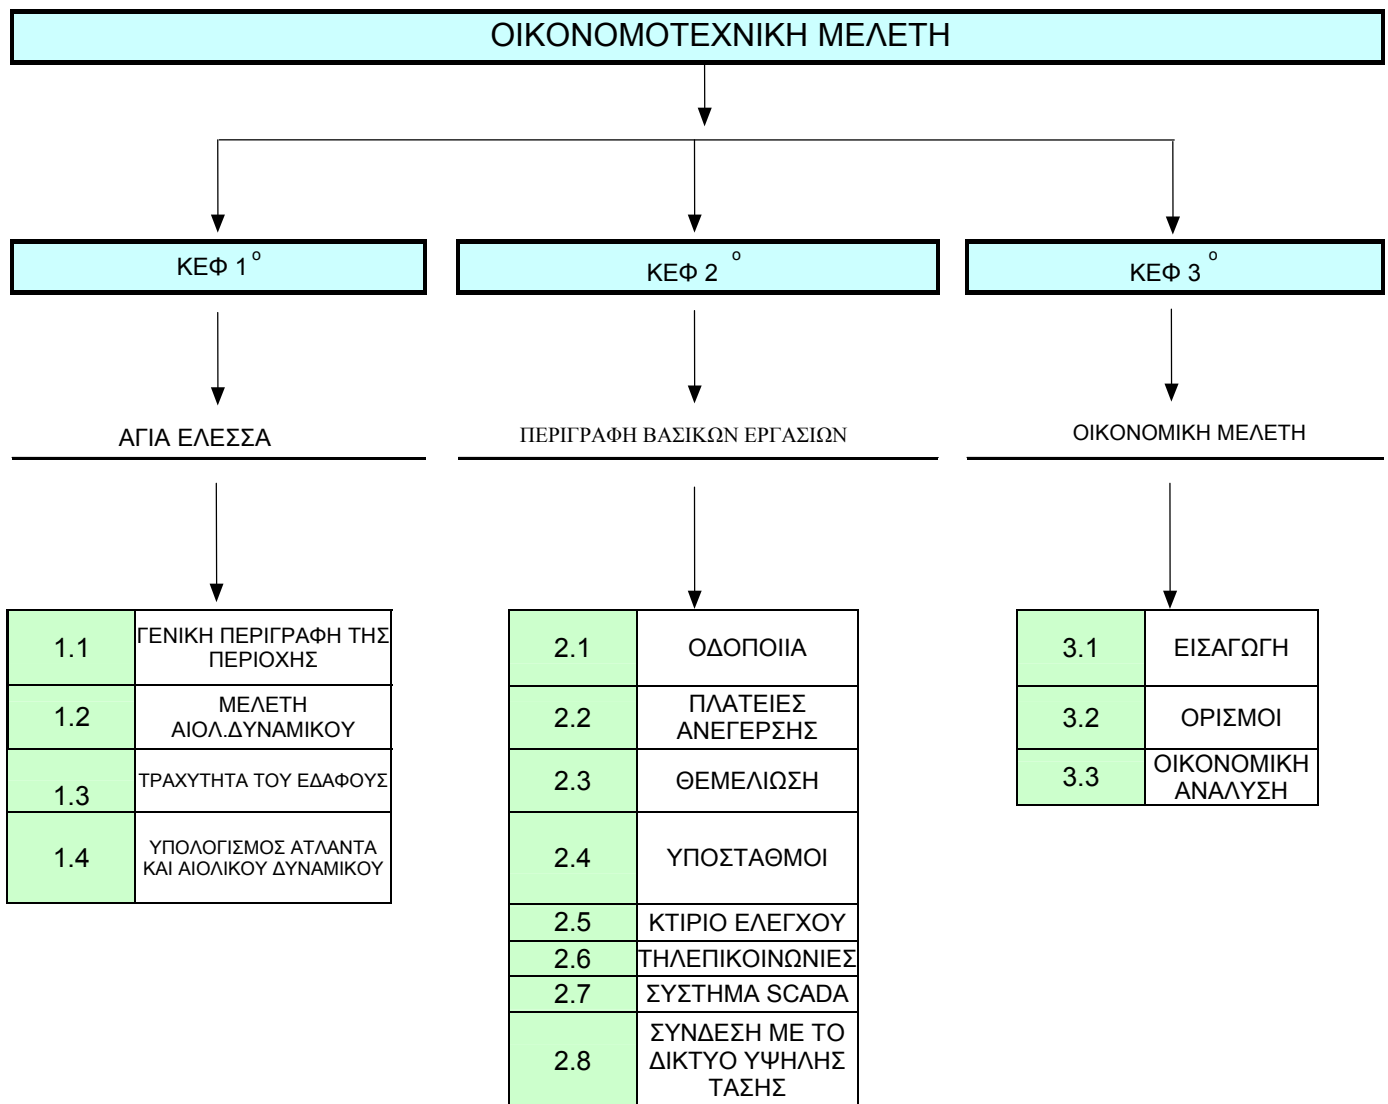 ΟΙΚΟΝΟΜΟΤΕΧΝΙΚΗ ΜΕΛΕΤΗ
ΚΕΦ 1ο
ΚΕΦ 2ο
ΚΕΦ 3ο
ΑΓΙΑ ΕΛΕΣΣΑ
ΠΕΡΙΓΡΑΦΗ ΒΑΣΙΚΩΝ ΕΡΓΑΣΙΩΝ
ΟΙΚΟΝΟΜΙΚΗ ΜΕΛΕΤΗ
1.1
ΓΕΝΙΚΗ ΠΕΡΙΓΡΑΦΗ ΤΗΣ
ΠΕΡΙΟΧΗΣ
1.2
ΜΕΛΕΤΗ
ΑΙΟΛ.ΔΥΝΑΜΙΚΟΥ
1.3
ΤΡΑΧΥΤΗΤΑ ΤΟΥ ΕΔΑΦΟΥΣ
1.4
ΥΠΟΛΟΓΙΣΜΟΣ ΑΤΛΑΝΤΑ
ΚΑΙ ΑΙΟΛΙΚΟΥ ΔΥΝΑΜΙΚΟΥ
2.1
ΟΔΟΠΟΙΙΑ
2.2
ΠΛΑΤΕΙΕΣ
ΑΝΕΓΕΡΣΗΣ
2.3
ΘΕΜΕΛΙΩΣΗ
2.4
ΥΠΟΣΤΑΘΜΟΙ
2.5
ΚΤΙΡΙΟ ΕΛΕΓΧΟΥ
2.6
ΤΗΛΕΠΙΚΟΙΝΩΝΙΕΣ
2.7
ΣΥΣΤΗΜΑ SCADA
2.8
ΣΥΝΔΕΣΗ ΜΕ ΤΟ
ΔΙΚΤΥΟ ΥΨΗΛΗΣ
ΤΑΣΗΣ
3.1
ΕΙΣΑΓΩΓΗ
3.2
ΟΡΙΣΜΟΙ
3.3
ΟΙΚΟΝΟΜΙΚΗ
ΑΝΑΛΥΣΗ